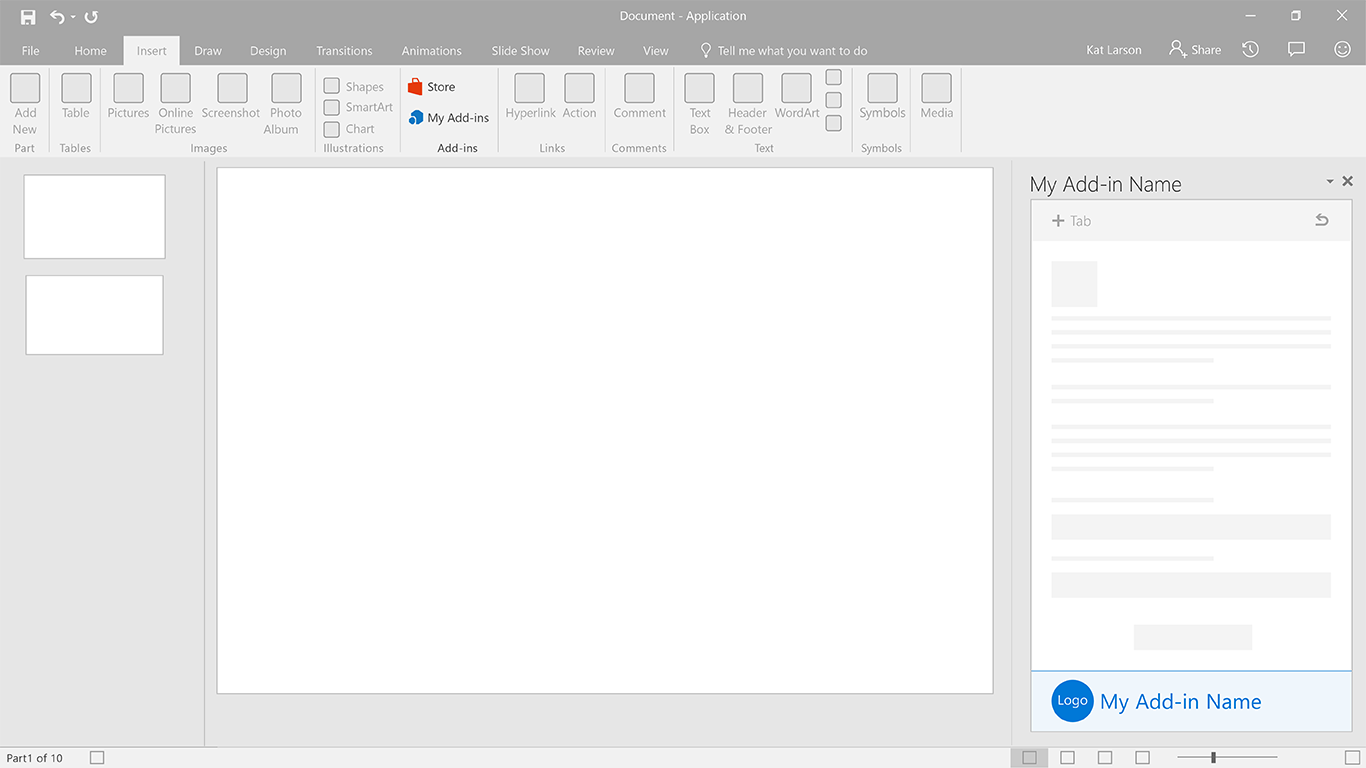 Document - Application
File Home Insert Draw Design Transitions Animations Slide Show Review View Tell me what you want to do Kat Larson Share
Add New
Table
Pictures
Online Pictures
Screenshot
Photo Album
Shapes
SmartArt
Chart
Store
My Add-ins
Hyperlink
Action
Comment
Text Box
Header & Footer
WordArt
Symbols
Media
Part Tables Images Illustrations Add-ins Links Comments Text Symbols
My Add-in Name
Tab
Logo My Add-in Name
Part1 of 10